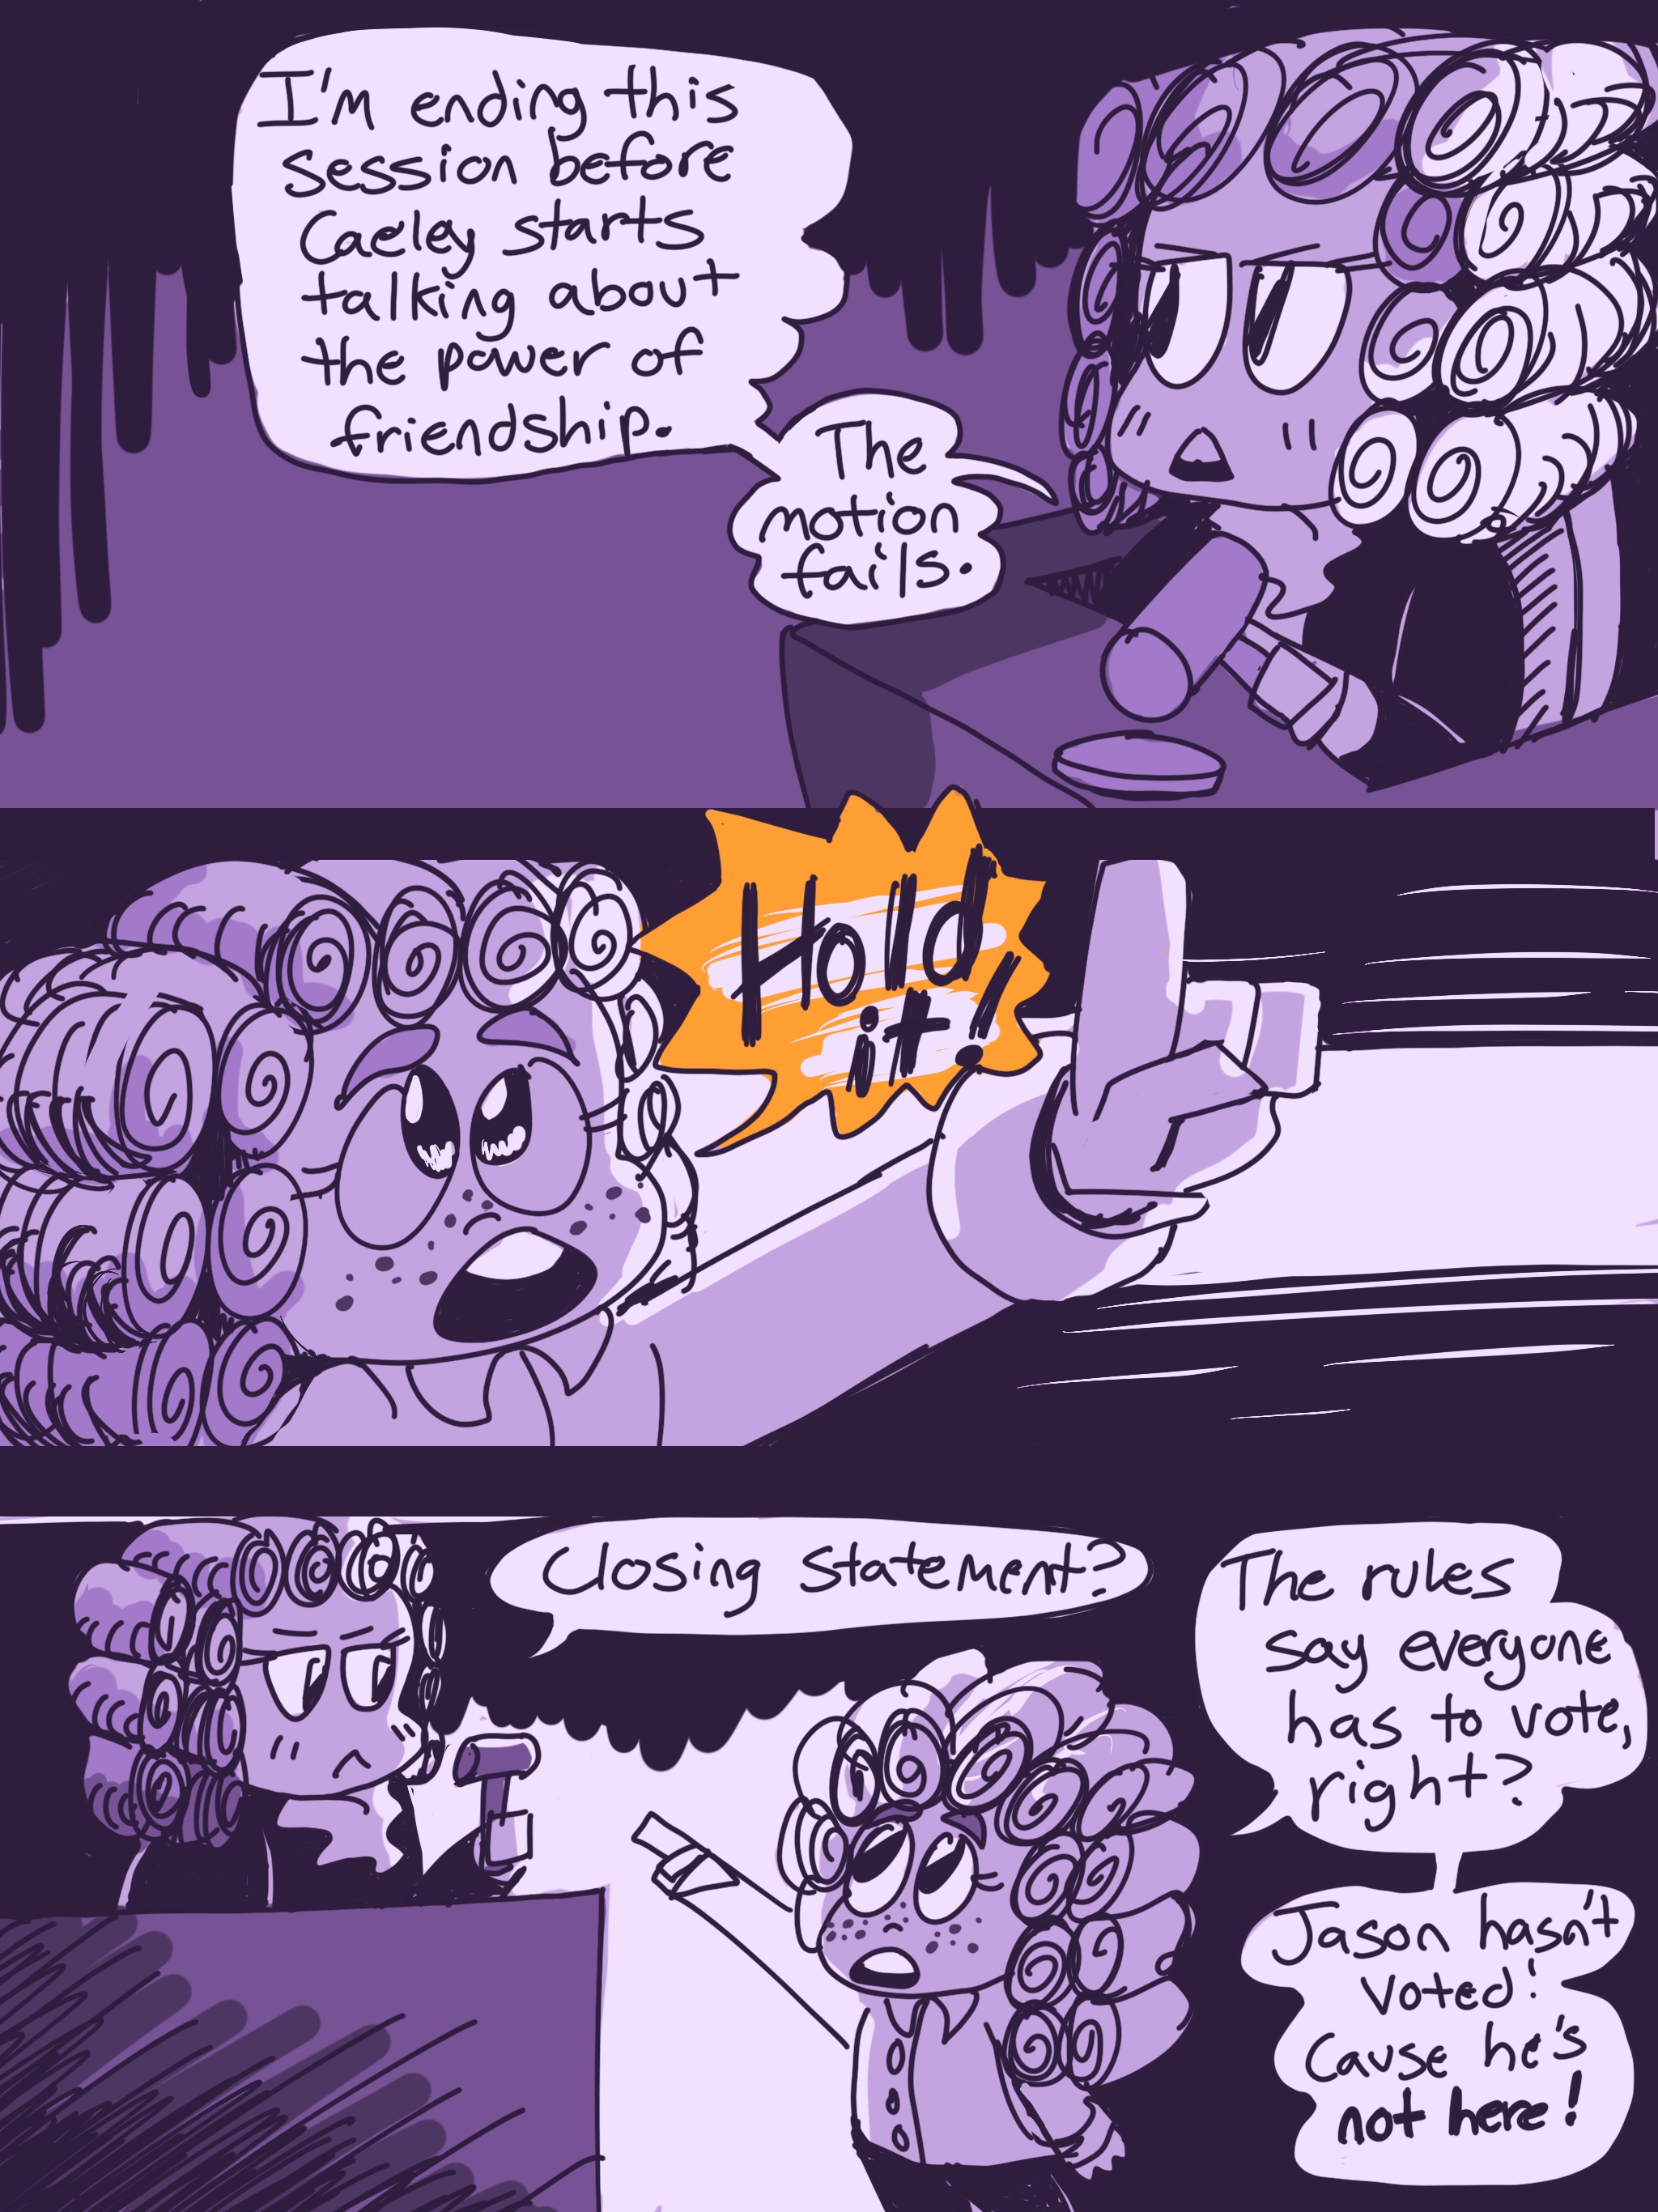 I'm ending this
session before
Caeley starts
talking about
the power of
friendship.
The
motion
fails.
Hold
it!
Closing statement?
The rules
say everyone
has to vote,
right?
Jason hasn't
voted!
Cause he's
not here!